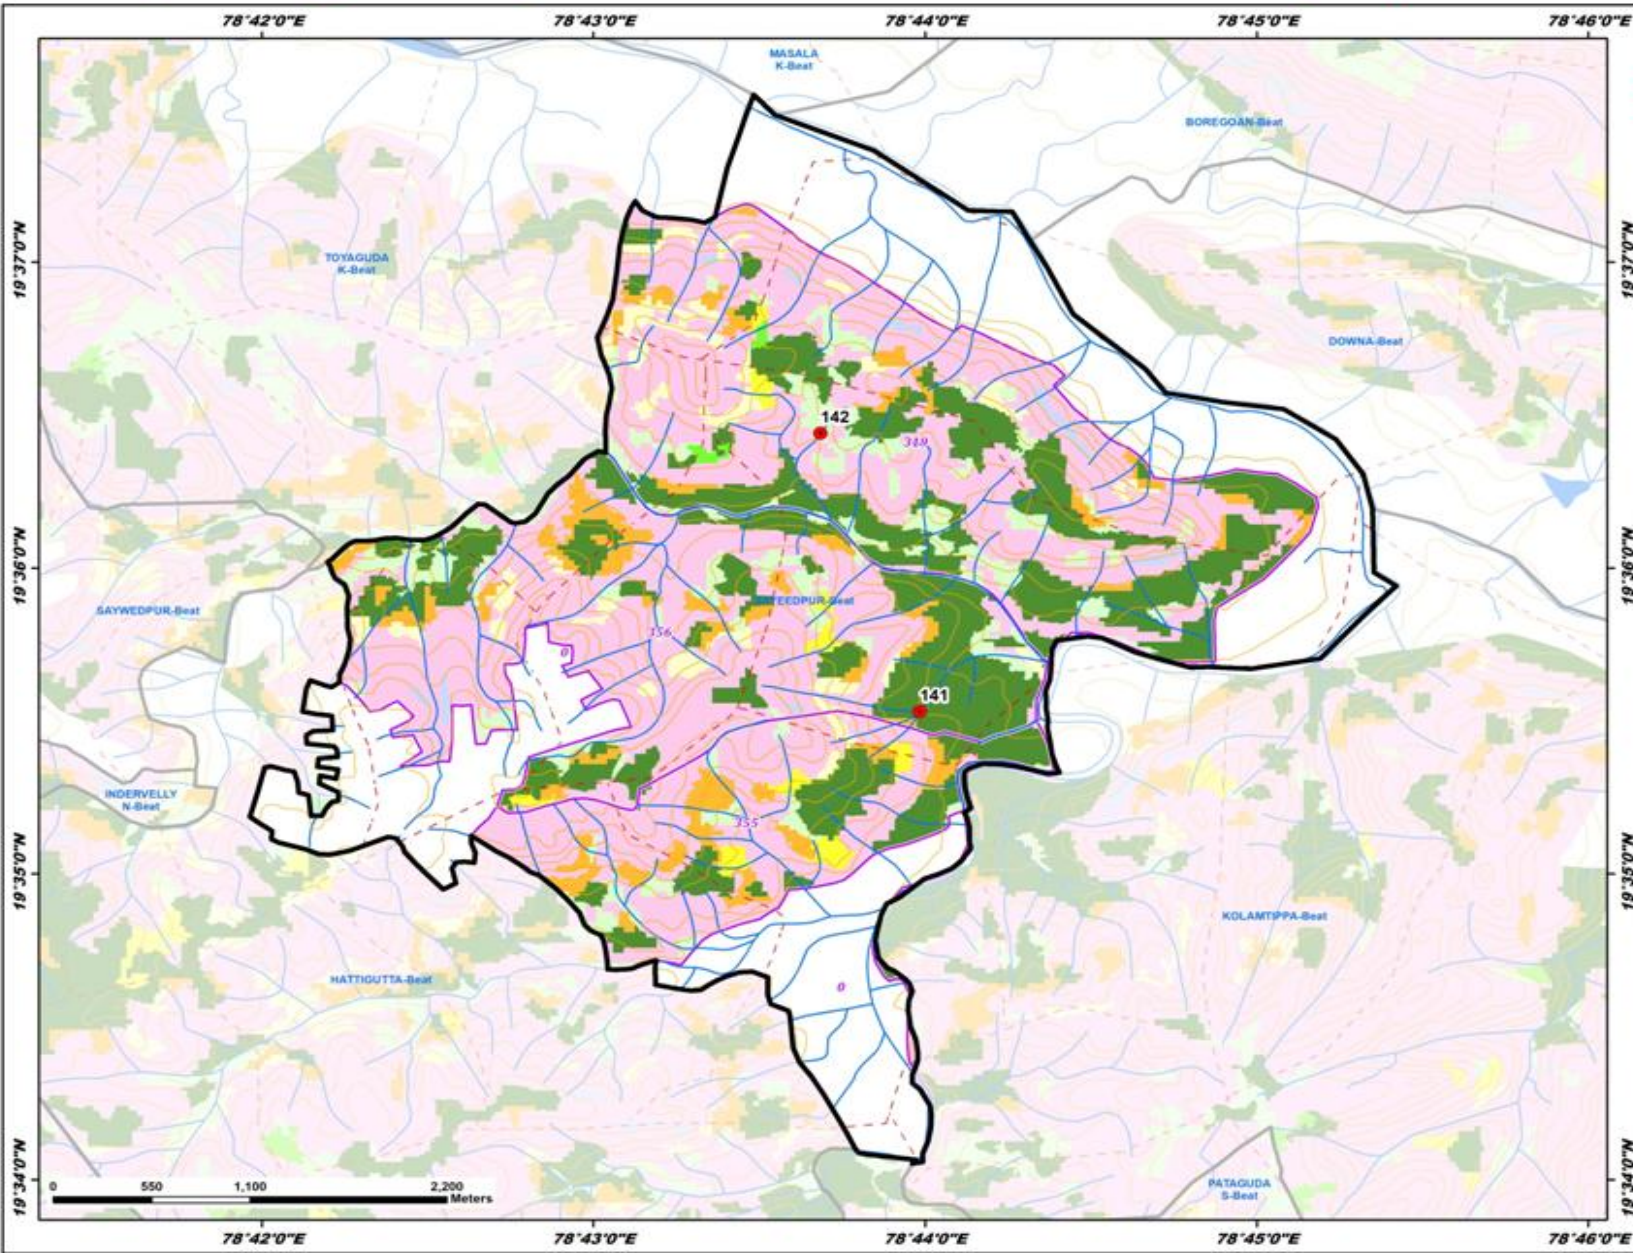 78°42'0"E 78°43'0"E 78°44'0"E 78°45'0"E 78°46'0"E
MASALA
K-Beat
BOREGOAN-Beat
19°37'0"N
TOYAGUDA
K-Beat
19°37'0"N
DOWNA-Beat
142
349
19°36'0"N
19°36'0"N
SAYWEDPUR-Beat
356
0
141
INDERVELLY
N-Beat
355
19°35'0"N
19°35'0"N
KOLAMTIPPA-Beat
HATTIGUTTA-Beat
0
19°34'0"N
0 550 1,100 2,200
Meters
PATAGUDA
S-Beat
19°34'0"N
78°42'0"E 78°43'0"E 78°44'0"E 78°45'0"E 78°46'0"E